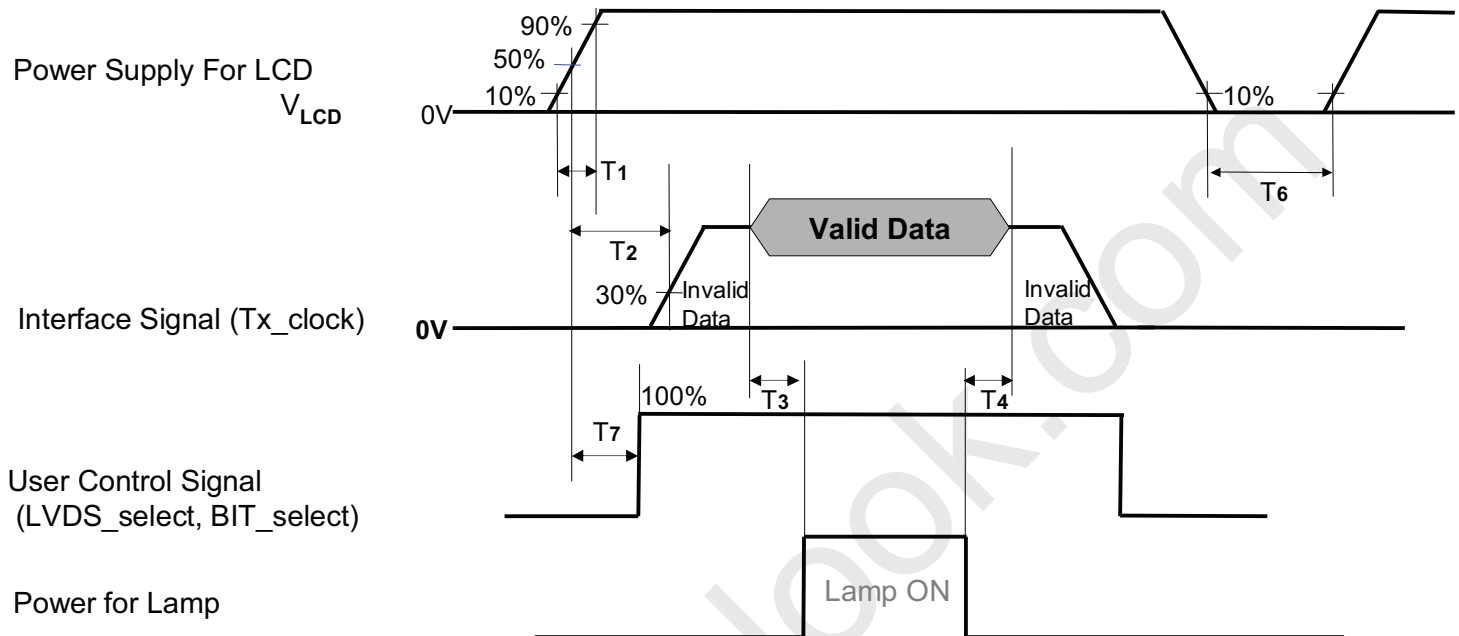 90%
50%
Power Supply For LCD
VLCD
10%
10%
0V
T1
T6
T2
Valid Data
30%
Invalid
Data
Invalid
Data
Interface Signal (Tx_clock)
0V
100%
T3
T4
T7
User Control Signal
(LVDS_select, BIT_select)
Lamp ON
Power for Lamp
look.com